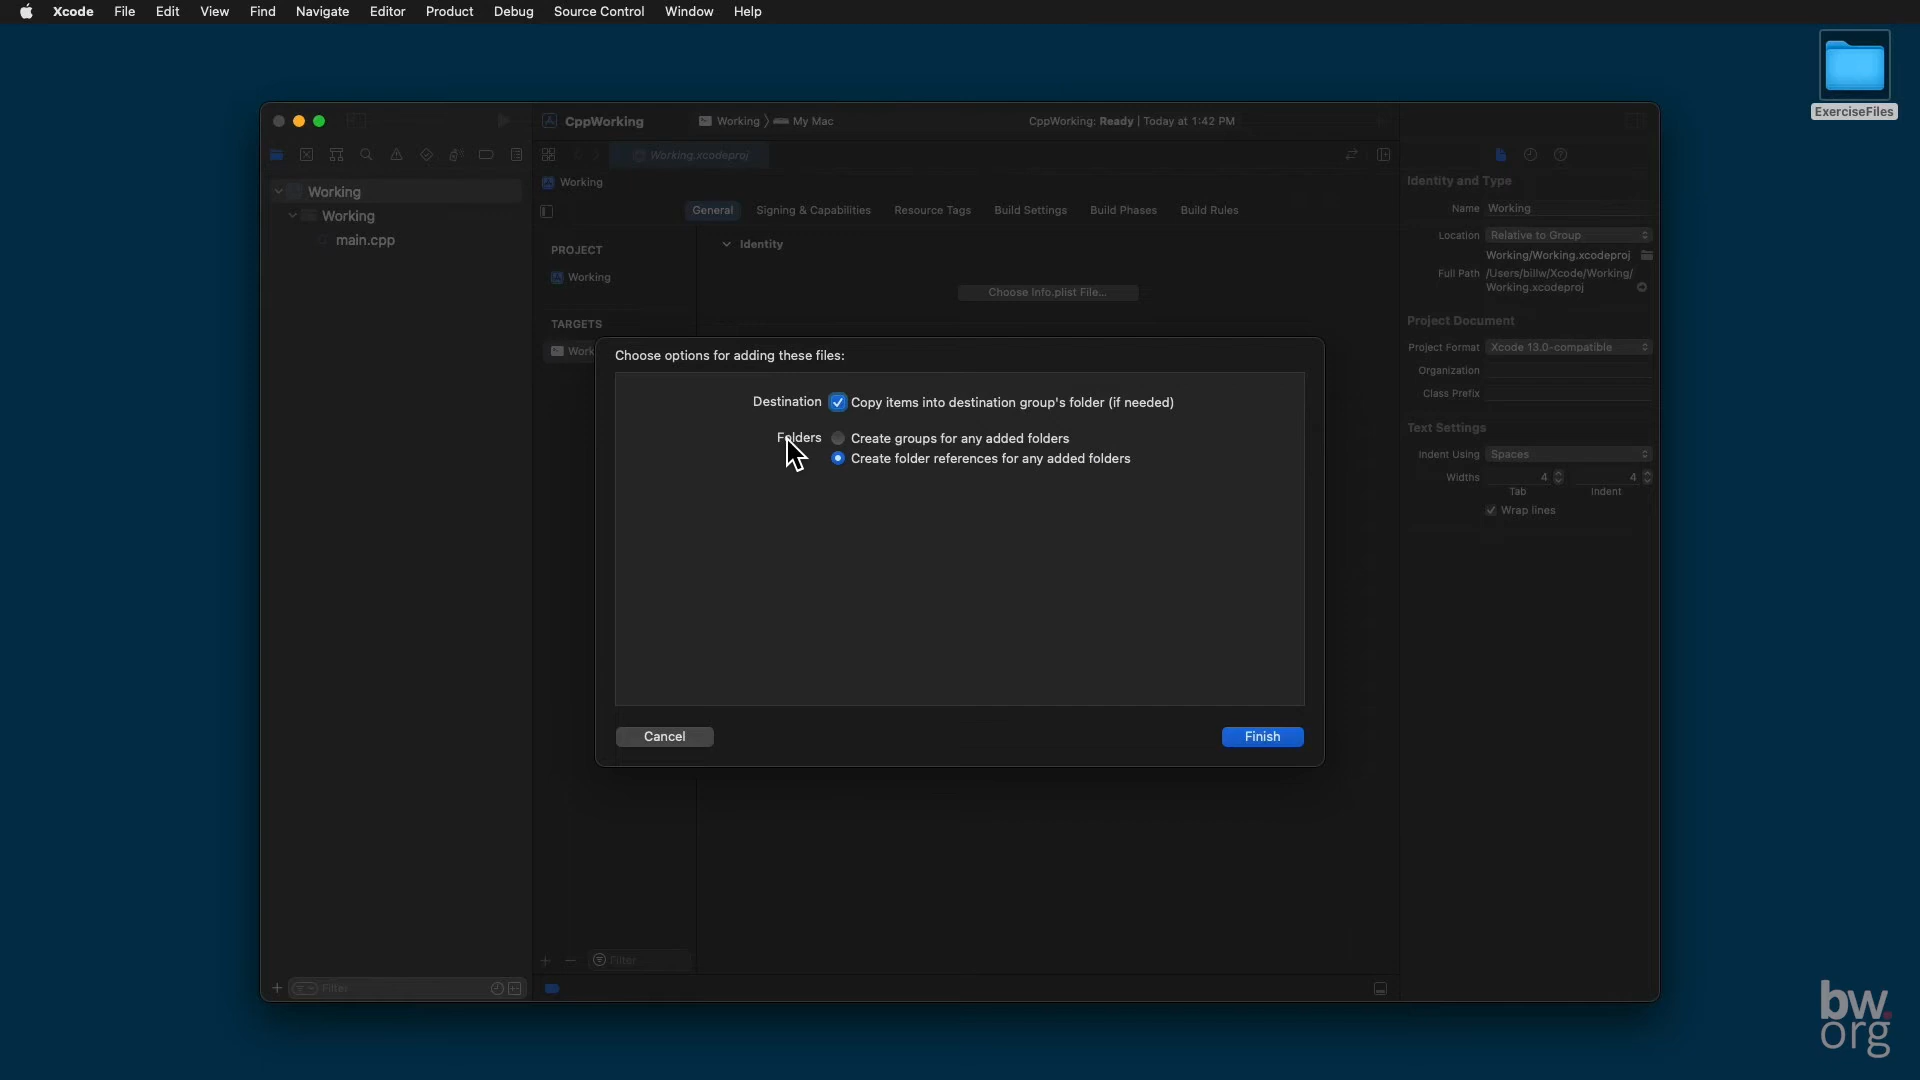 Xcode File Edit View Find Navigate Editor Product Debug Source Control Window Help
ExerciseFiles
CppWorking
Working 〉 My Mac
CppWorking: Ready | Today at 1:42 PM
Working.xcodeproj
Working
Working
main.cpp
Working
General Signing & Capabilities Resource Tags Build Settings Build Phases Build Rules
PROJECT
Working
TARGETS
Work
Identity
Choose Info.plist File...
Identity and Type
Name Working
Location Relative to Group
Working/Working.xcodeproj
Full Path /Users/billw/Xcode/Working/
Working.xcodeproj
Project Document
Project Format Xcode 13.0-compatible
Organization
Class Prefix
Text Settings
Indent Using Spaces
Widths 4 4
Tab Indent
Wrap lines
Choose options for adding these files:
Destination Copy items into destination group's folder (if needed)
Folders Create groups for any added folders
Create folder references for any added folders
Cancel Finish
Filter
Filter
bw.
org